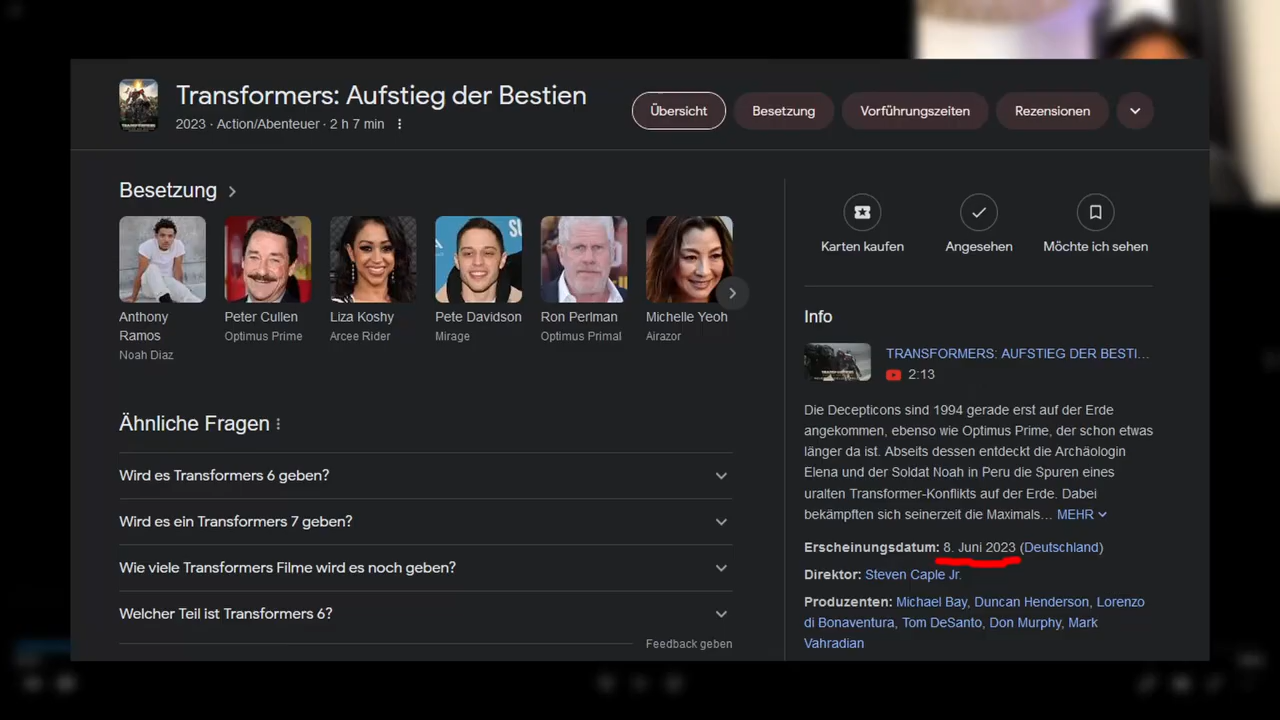 Transformers: Aufstieg der Bestien
2023 · Action/Abenteuer · 2 h 7 min
Übersicht
Besetzung
Vorführungszeiten
Rezensionen
Besetzung
Anthony
Ramos
Noah Diaz
Peter Cullen
Optimus Prime
Liza Koshy
Arcee Rider
Pete Davidson
Mirage
Ron Perlman
Optimus Primal
Michelle Yeoh
Airazor
Ähnliche Fragen
Wird es Transformers 6 geben?
Wird es ein Transformers 7 geben?
Wie viele Transformers Filme wird es noch geben?
Welcher Teil ist Transformers 6?
Feedback geben
Karten kaufen
Angesehen
Möchte ich sehen
Info
TRANSFORMERS: AUFSTIEG DER BESTI...
2:13
Die Decepticons sind 1994 gerade erst auf der Erde
angekommen, ebenso wie Optimus Prime, der schon etwas
länger da ist. Abseits dessen entdeckt die Archäologin
Elena und der Soldat Noah in Peru die Spuren eines
uralten Transformer-Konflikts auf der Erde. Dabei
bekämpften sich seinerzeit die Maximals... MEHR
Erscheinungsdatum: 8. Juni 2023 (Deutschland)
Direktor: Steven Caple Jr.
Produzenten: Michael Bay, Duncan Henderson, Lorenzo
di Bonaventura, Tom DeSanto, Don Murphy, Mark
Vahradian